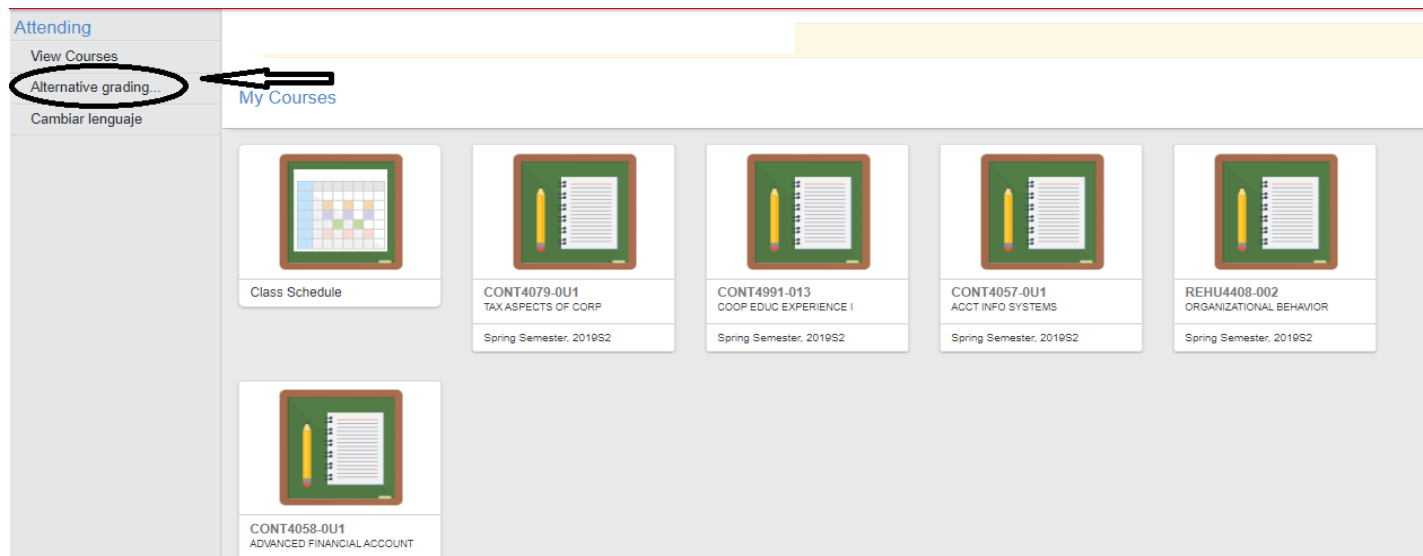 Attending
View Courses
Alternative grading...
Cambiar lenguaje
My Courses
Class Schedule
CONT4079-0U1
TAX ASPECTS OF CORP
Spring Semester, 2019S2
CONT4991-013
COOP EDUC EXPERIENCE I
Spring Semester, 2019S2
CONT4057-0U1
ACCT INFO SYSTEMS
Spring Semester, 2019S2
REHU4408-002
ORGANIZATIONAL BEHAVIOR
Spring Semester, 2019S2
CONT4058-0U1
ADVANCED FINANCIAL ACCOUNT